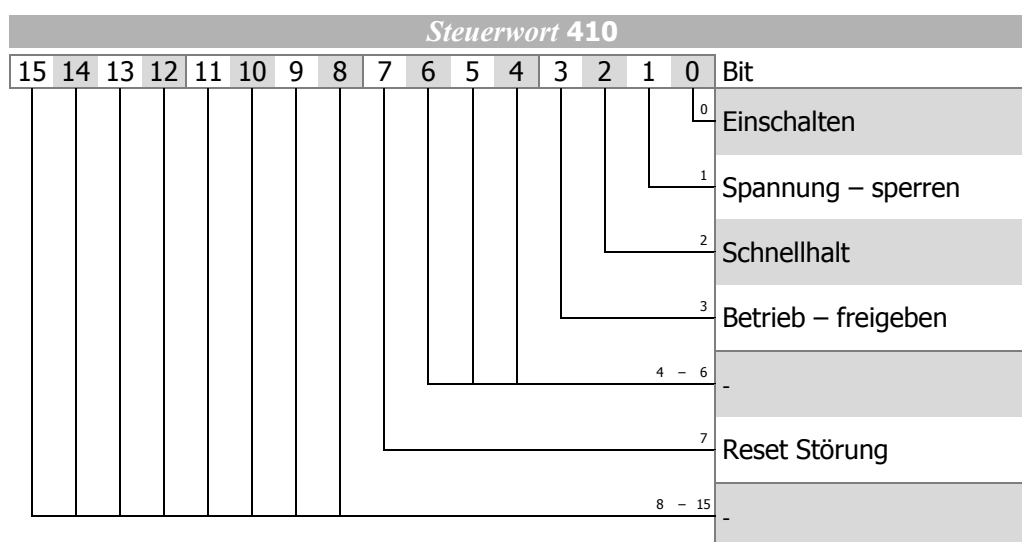 Steuerwort 410
15 14 13 12 11 10 9 8 7 6 5 4 3 2 1 0 Bit
0 Einschalten
1 Spannung – sperren
2 Schnellhalt
3 Betrieb – freigeben
4 – 6 -
7 Reset Störung
8 – 15 -